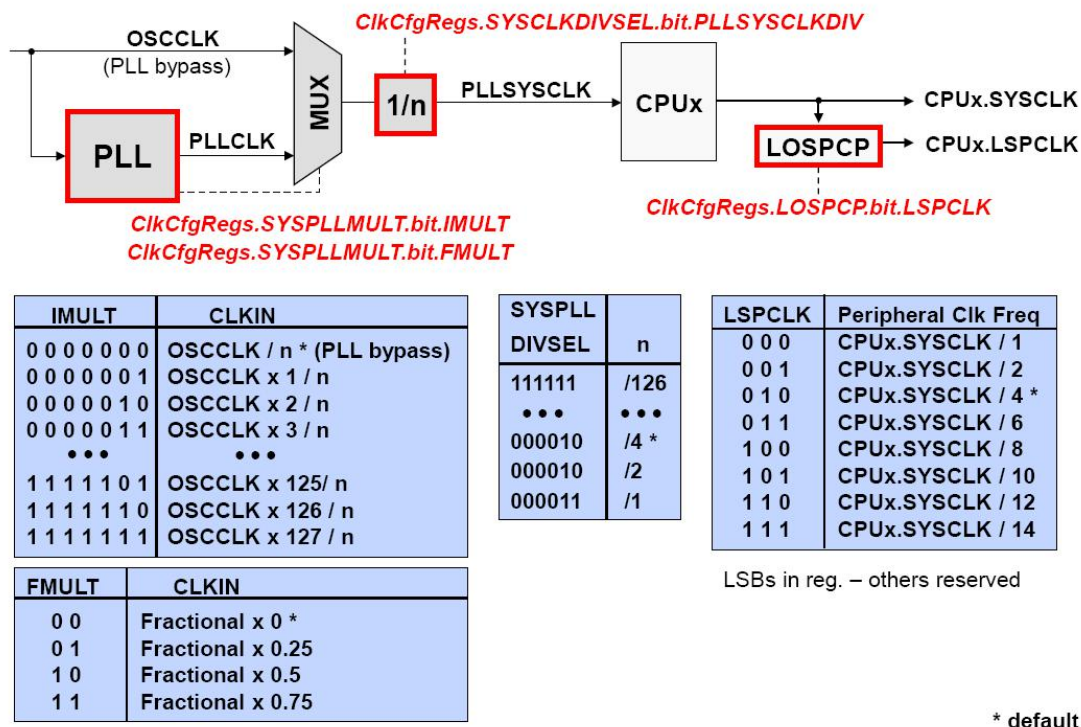 ClkCfgRegs.SYSCLKDIVSEL.bit.PLLSYSCLKDIV
OSCCLK
(PLL bypass)
MUX
1/n
PLLSYSCLK
CPUx
CPUx.SYSCLK
PLL
PLLCLK
LOSPCP
CPUx.LSPCLK
ClkCfgRegs.LOSPCP.bit.LSPCLK
ClkCfgRegs.SYSPLLMULT.bit.IMULT
ClkCfgRegs.SYSPLLMULT.bit.FMULT
IMULT CLKIN
0 0 0 0 0 0 0 OSCCLK / n * (PLL bypass)
0 0 0 0 0 0 1 OSCCLK x 1 / n
0 0 0 0 0 1 0 OSCCLK x 2 / n
0 0 0 0 0 1 1 OSCCLK x 3 / n
• • • • • •
1 1 1 1 1 0 1 OSCCLK x 125/ n
1 1 1 1 1 1 0 OSCCLK x 126 / n
1 1 1 1 1 1 1 OSCCLK x 127 / n
FMULT CLKIN
0 0 Fractional x 0 *
0 1 Fractional x 0.25
1 0 Fractional x 0.5
1 1 Fractional x 0.75
SYSPLL
DIVSEL n
111111 /126
• • • • • •
000010 /4 *
000010 /2
000011 /1
LSPCLK Peripheral Clk Freq
0 0 0 CPUx.SYSCLK / 1
0 0 1 CPUx.SYSCLK / 2
0 1 0 CPUx.SYSCLK / 4 *
0 1 1 CPUx.SYSCLK / 6
1 0 0 CPUx.SYSCLK / 8
1 0 1 CPUx.SYSCLK / 10
1 1 0 CPUx.SYSCLK / 12
1 1 1 CPUx.SYSCLK / 14
LSBs in reg. – others reserved
* default